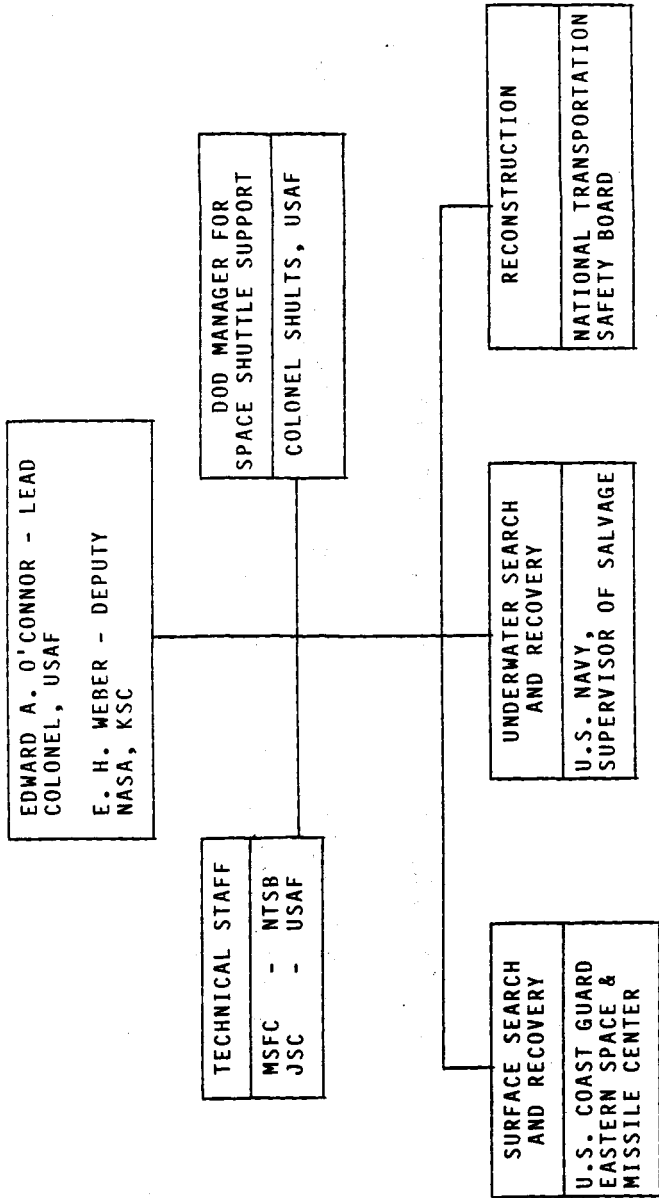 EDWARD A. O'CONNOR - LEAD
COLONEL, USAF
E. H. WEBER - DEPUTY
NASA, KSC
TECHNICAL STAFF
MSFC - NTSB
JSC - USAF
DOD MANAGER FOR
SPACE SHUTTLE SUPPORT
COLONEL SHULTS, USAF
SURFACE SEARCH
AND RECOVERY
U.S. COAST GUARD
EASTERN SPACE &
MISSILE CENTER
UNDERWATER SEARCH
AND RECOVERY
U.S. NAVY,
SUPERVISOR OF SALVAGE
RECONSTRUCTION
NATIONAL TRANSPORTATION
SAFETY BOARD